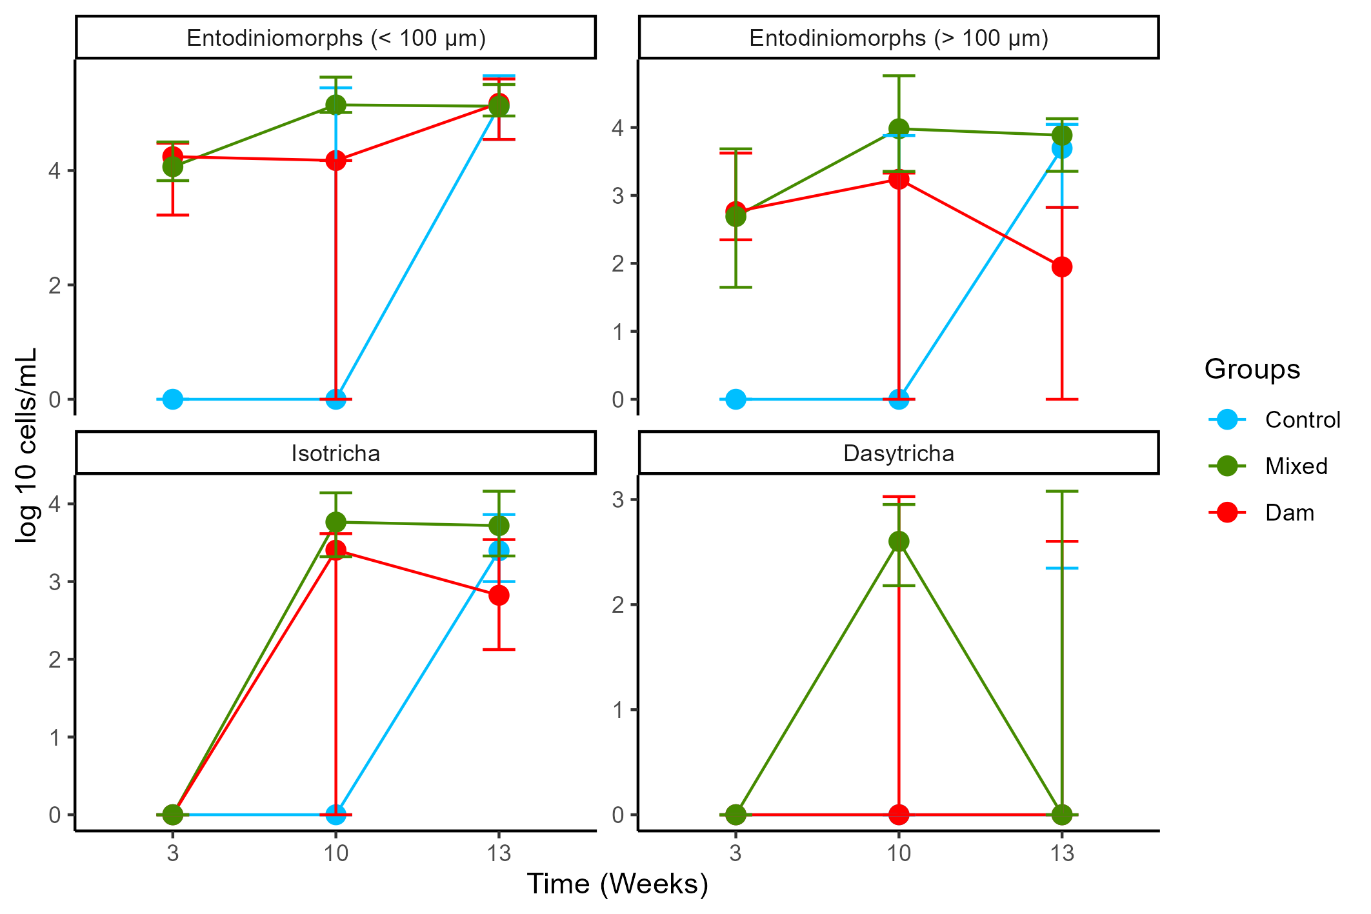 Entodiniomorphs (< 100 µm)
Entodiniomorphs (> 100 µm)
4
2
0
4
3
2
1
0
Isotricha
Dasytricha
4
3
2
1
0
3
2
1
0
3
10
13
3
10
13
log 10 cells/mL
Time (Weeks)
Groups
Control
Mixed
Dam